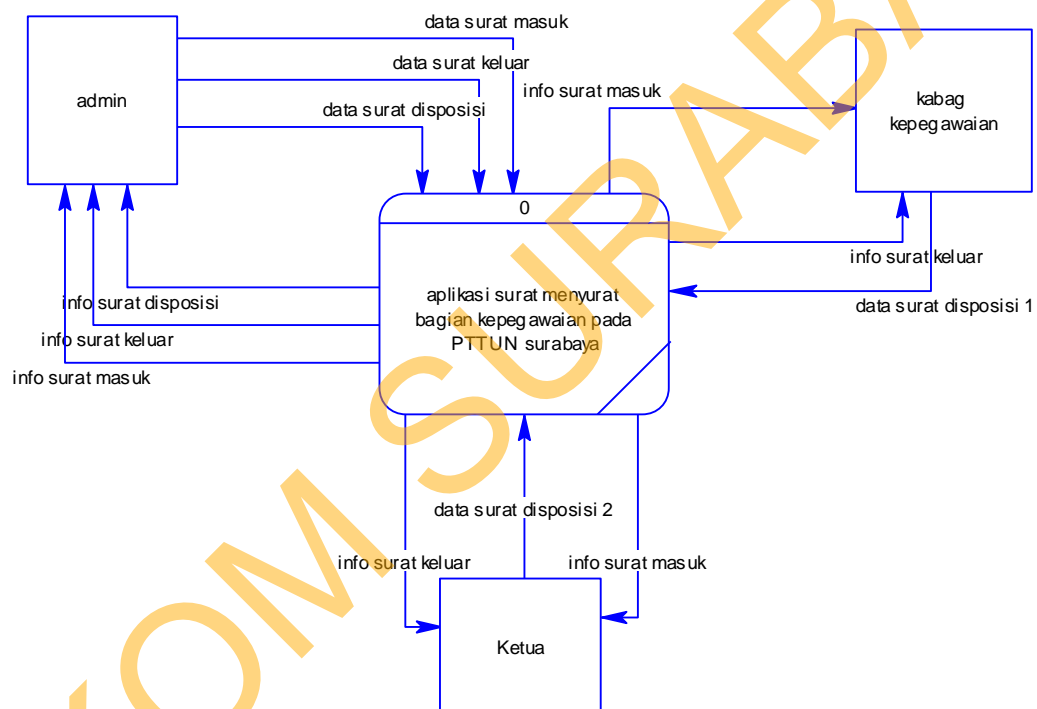 data surat masuk
data surat keluar
data surat disposisi
admin
info surat masuk
kabag
kepegawaian
0
aplikasi surat menyurat
bagian kepegawaian pada
PTTUN surabaya
info surat keluar
data surat disposisi 1
info surat disposisi
info surat keluar
info surat masuk
data surat disposisi 2
info surat keluar
info surat masuk
Ketua
KOM SURABA